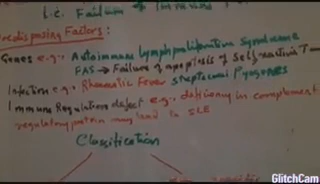 i.e. Failure of
Predisposing Factors:
Genes e.g., Autoimmune Lymphoproliferative Syndrome
FAS → Failure of apoptosis of Self reactive T
Infection e.g. Rheumatic Fever streptococcal Pyogenes
Immune Regulation defect e.g. deficiency in complement
regulatory protein may lead to SLE
Classification
GlitchCam